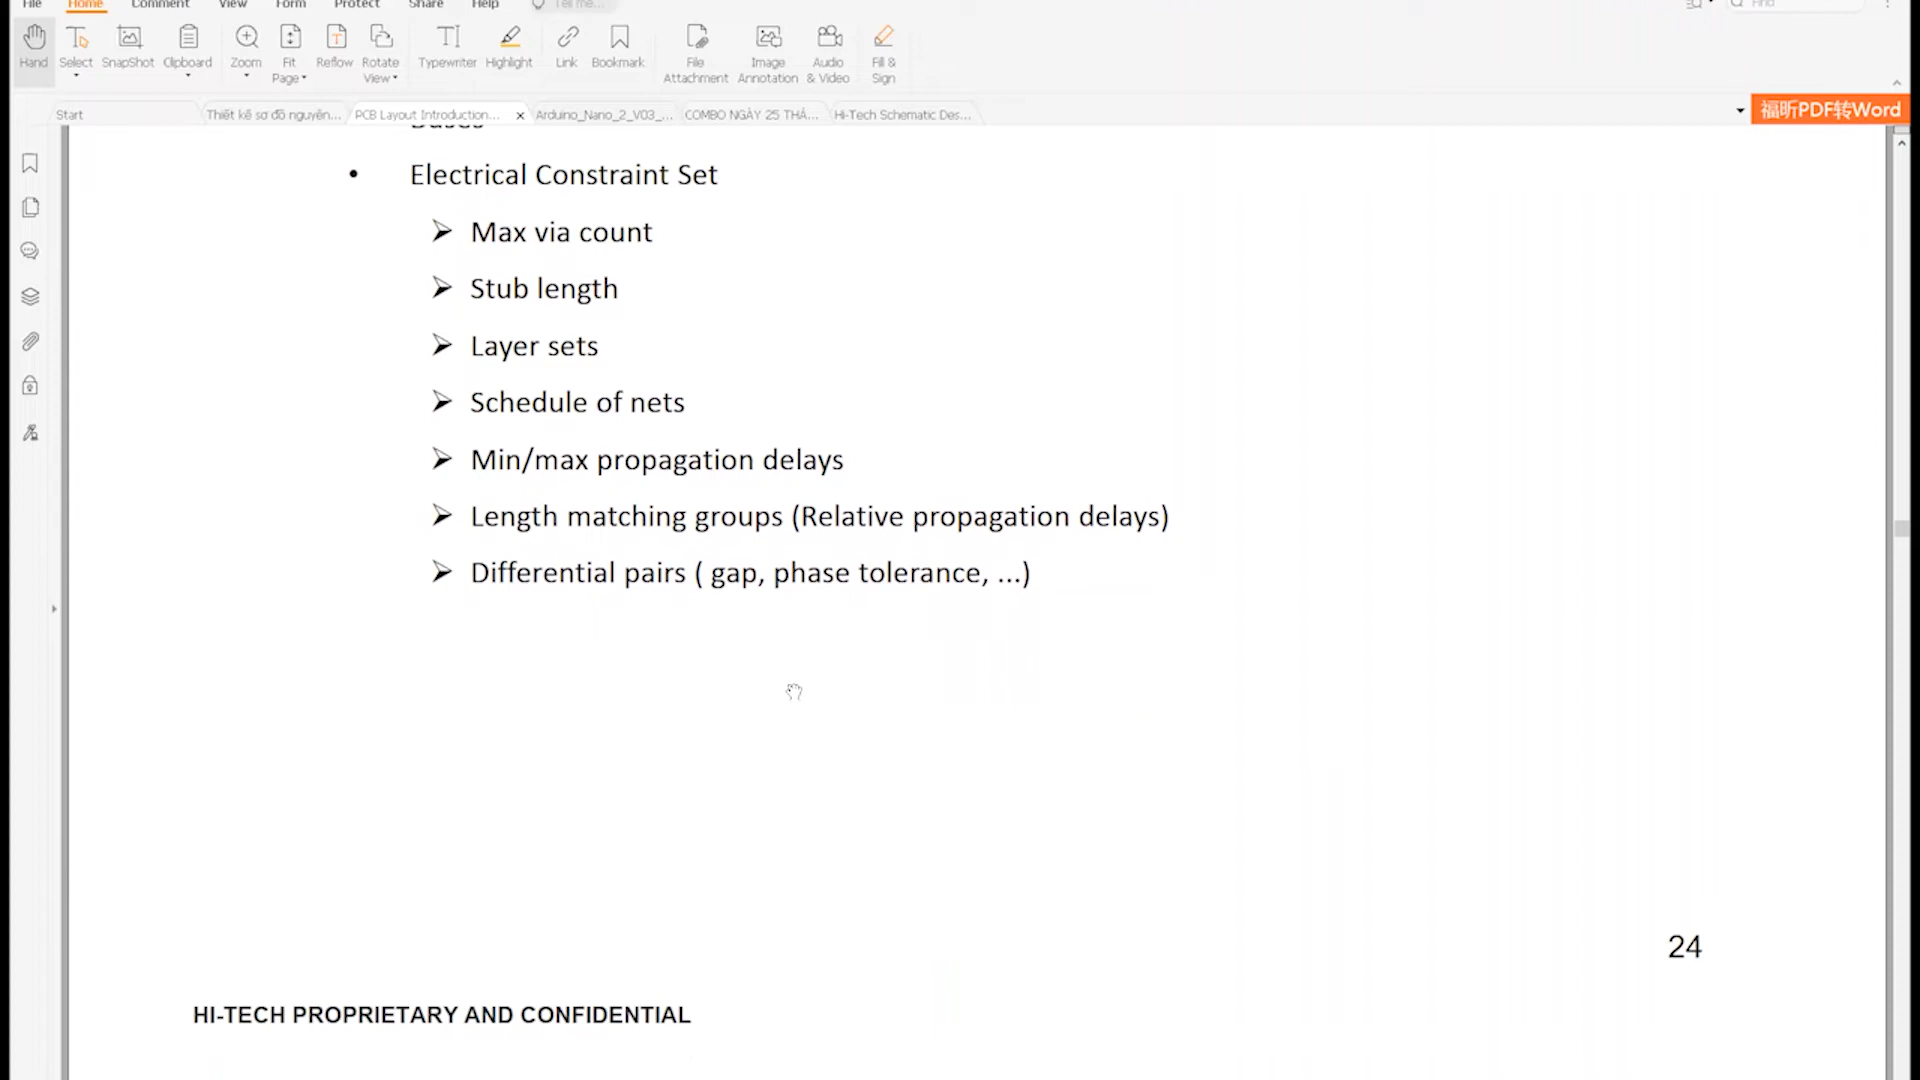 File Home Comment View Form Protect Share Help Tell me... Find
Hand Select SnapShot Clipboard Zoom Fit Page Reflow Rotate View Typewriter Highlight Link Bookmark File Attachment Image Annotation Audio & Video Fill & Sign
Start Thiết kế sơ đồ nguyên... PCB Layout Introduction... Arduino_Nano_2_V03_... COMBO NGÀY 25 THÁ... Hi-Tech Schematic Des... 福昕PDF转Word
Buses
• Electrical Constraint Set
➢ Max via count
➢ Stub length
➢ Layer sets
➢ Schedule of nets
➢ Min/max propagation delays
➢ Length matching groups (Relative propagation delays)
➢ Differential pairs ( gap, phase tolerance, ...)
24
HI-TECH PROPRIETARY AND CONFIDENTIAL